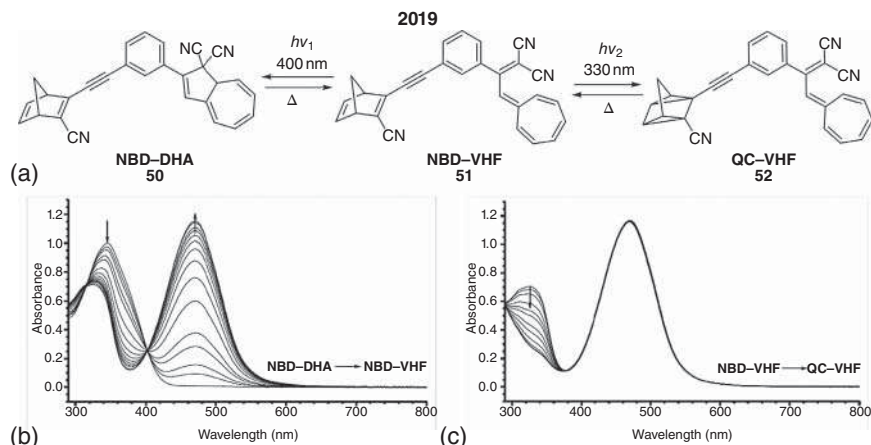 2019
CN
CN
hν1
400 nm
Δ
CN
CN
hν2
330 nm
Δ
CN
CN
CN
CN
CN
NBD–DHA
50
NBD–VHF
51
QC–VHF
52
(a)
Absorbance
1.2
1.0
0.8
0.6
0.4
0.2
0.0
NBD–DHA → NBD–VHF
300 400 500 600 700 800
Wavelength (nm)
(b)
Absorbance
1.2
1.0
0.8
0.6
0.4
0.2
0.0
NBD–VHF → QC–VHF
300 400 500 600 700 800
Wavelength (nm)
(c)